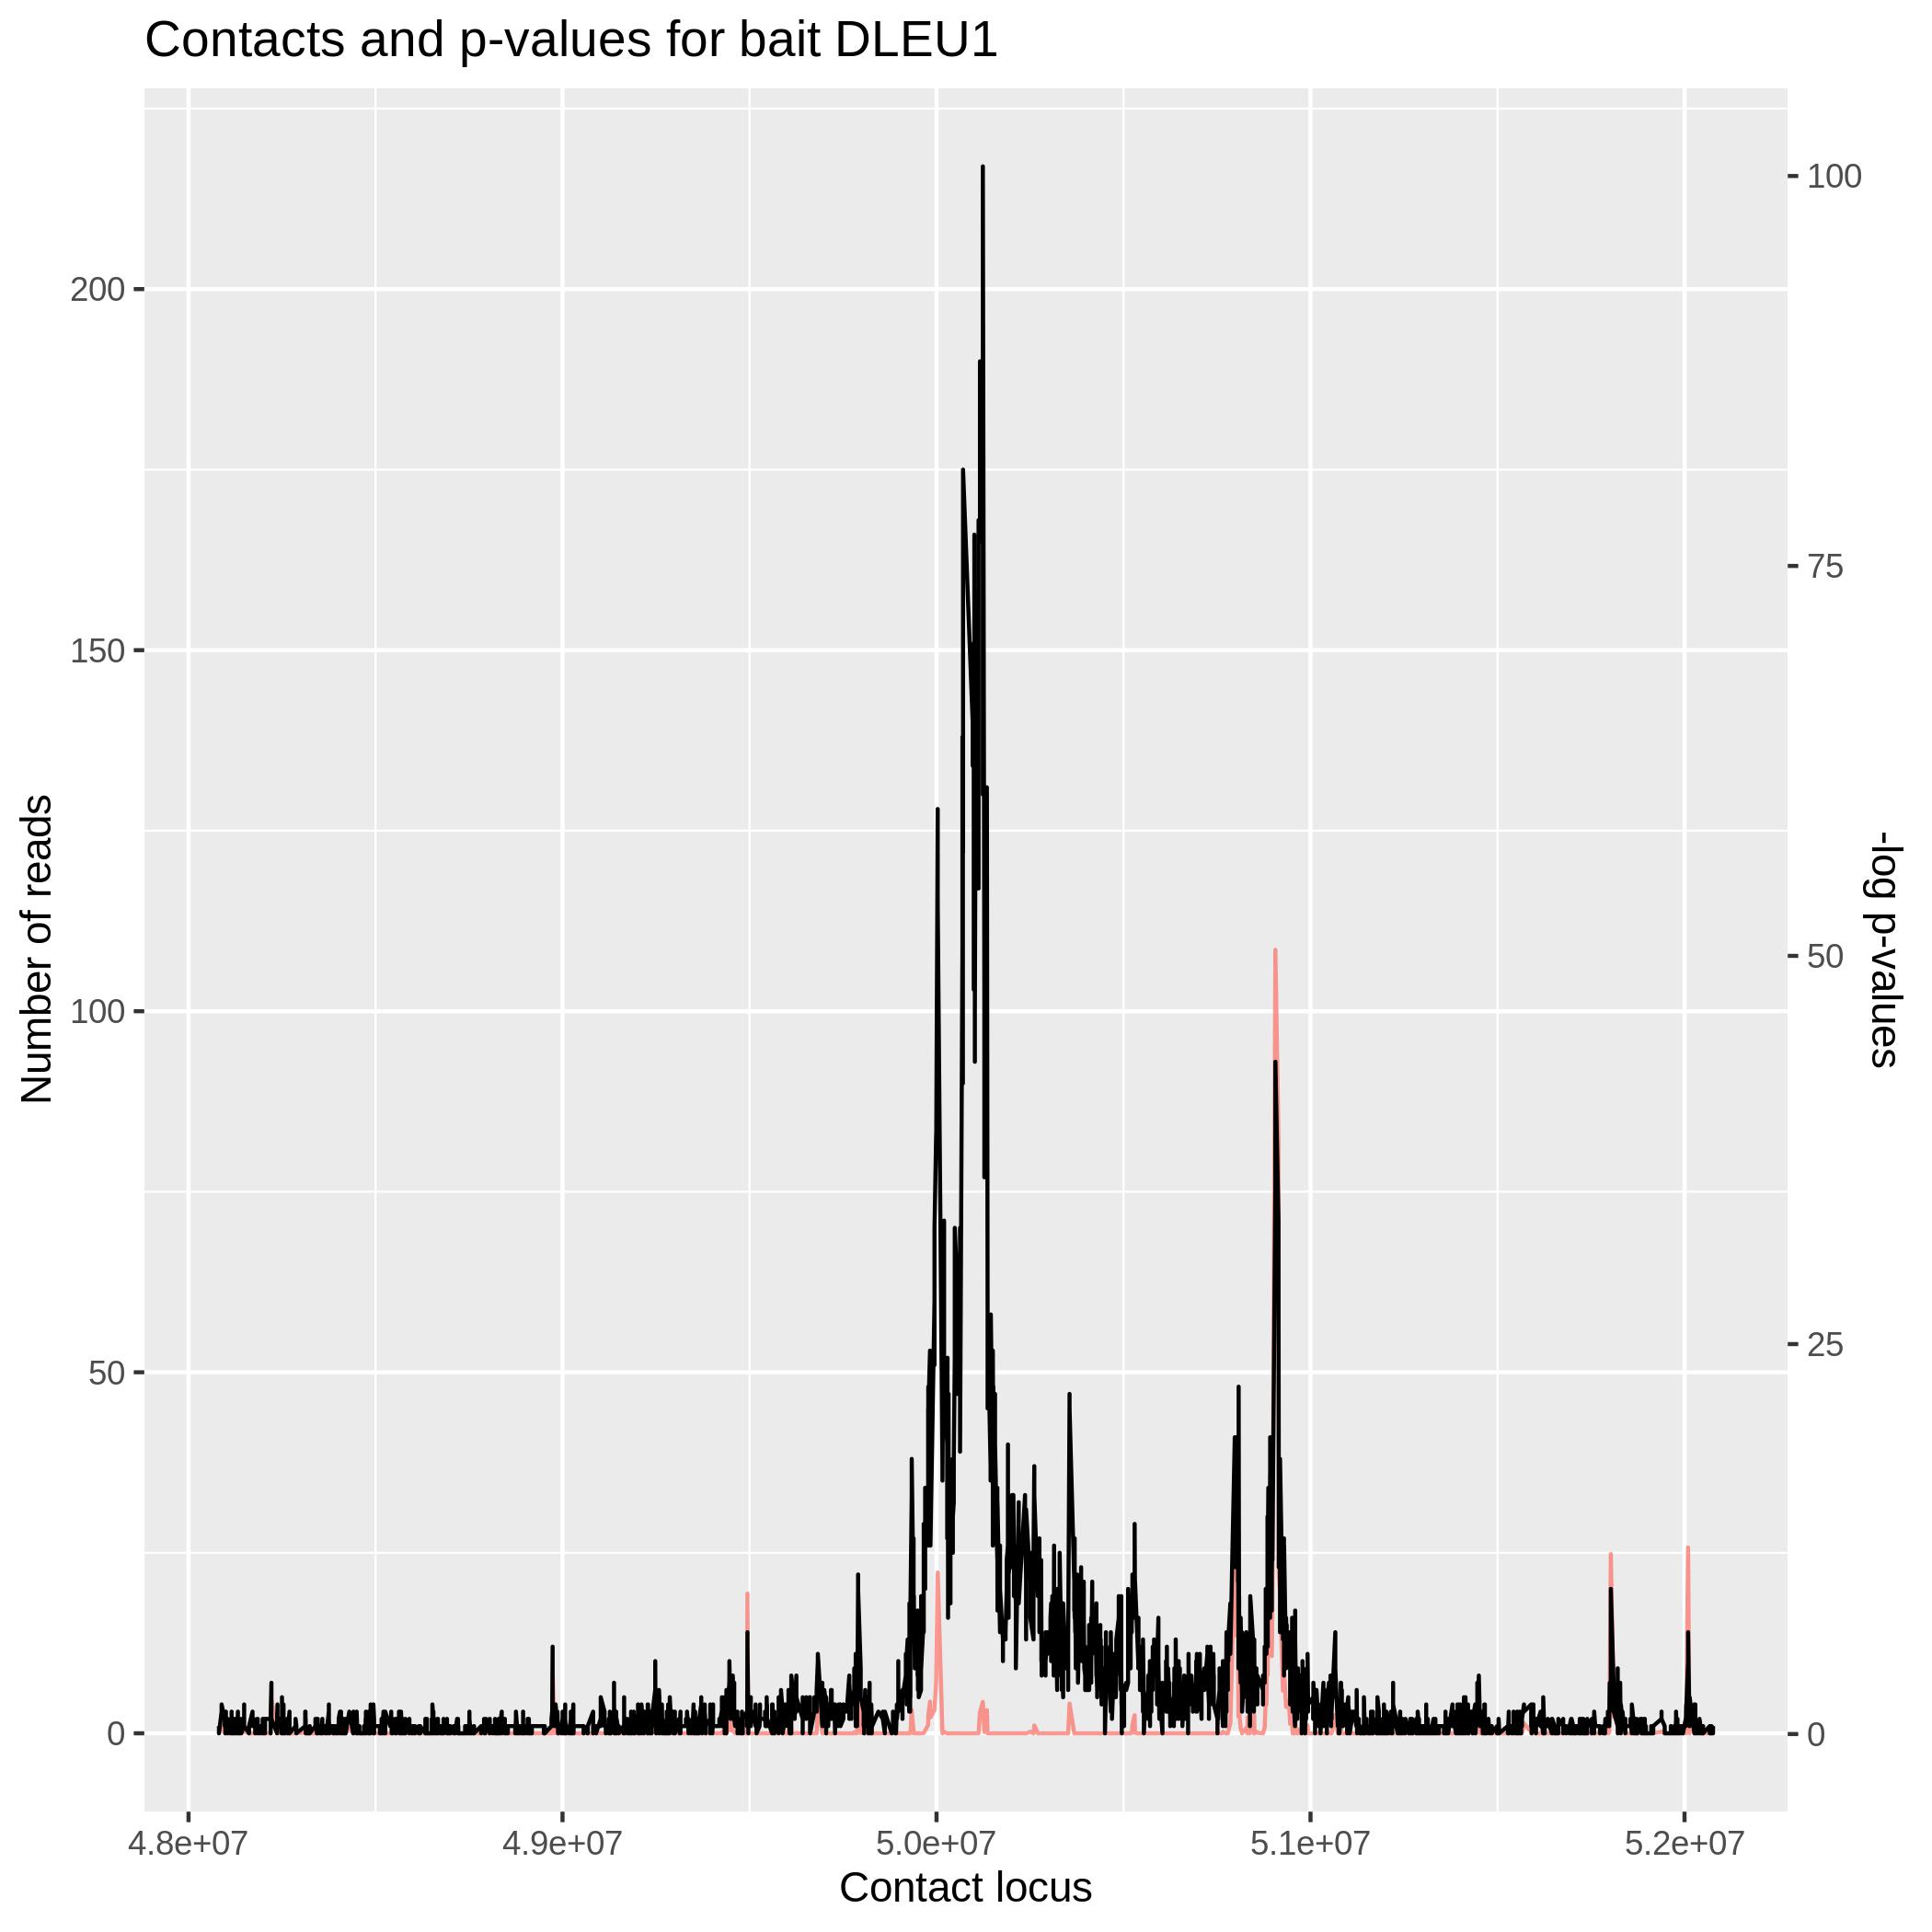 Contacts and p-values for bait DLEU1
Number of reads
200
150
100
50
0
100
75
50
25
0
-log p-values
4.8e+07
4.9e+07
5.0e+07
5.1e+07
5.2e+07
Contact locus